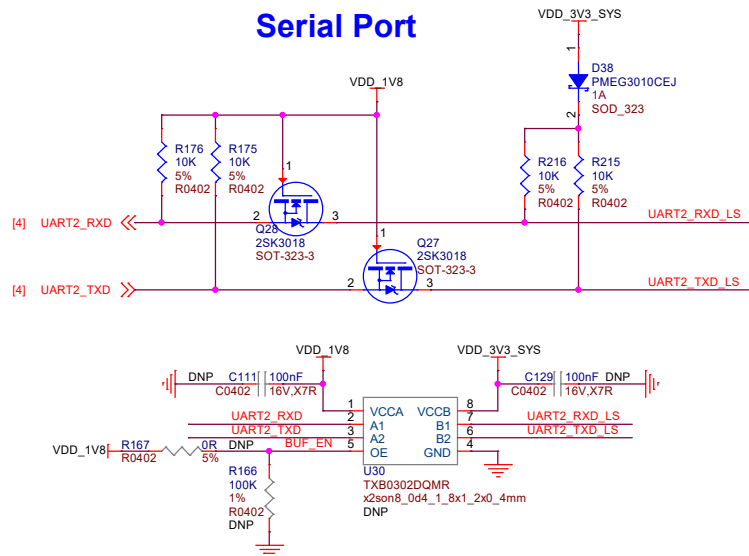 Serial Port
VDD_3V3_SYS
1
D38
PMEG3010CEJ
1A
SOD_323
2
VDD_1V8
R176
10K
5%
R0402
R175
10K
5%
R0402
1
R216
10K
5%
R0402
R215
10K
5%
R0402
[4] UART2_RXD
2
3
UART2_RXD_LS
Q28
2SK3018
SOT-323-3
1
Q27
2SK3018
SOT-323-3
[4] UART2_TXD
2
3
UART2_TXD_LS
VDD_1V8
VDD_3V3_SYS
DNP C111 100nF
C0402 16V,X7R
C129 100nF DNP
C0402 16V,X7R
1 VCCA VCCB 8
UART2_RXD 2 A1 B1 7 UART2_RXD_LS
UART2_TXD 3 A2 B2 6 UART2_TXD_LS
BUF_EN 5 OE GND 4
VDD_1V8 R167 0R DNP
R0402 5%
R166
100K
1%
R0402
DNP
U30
TXB0302DQMR
x2son8_0d4_1_8x1_2x0_4mm
DNP